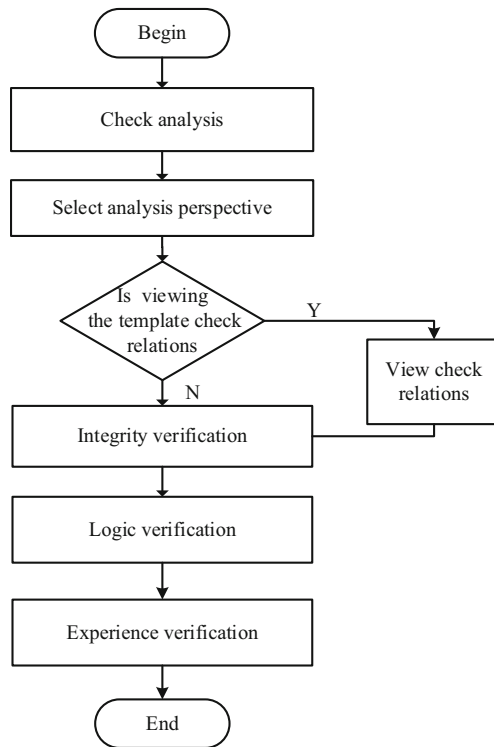 Begin
Check analysis
Select analysis perspective
Is viewing
the template check
relations
Y
View check
relations
N
Integrity verification
Logic verification
Experience verification
End